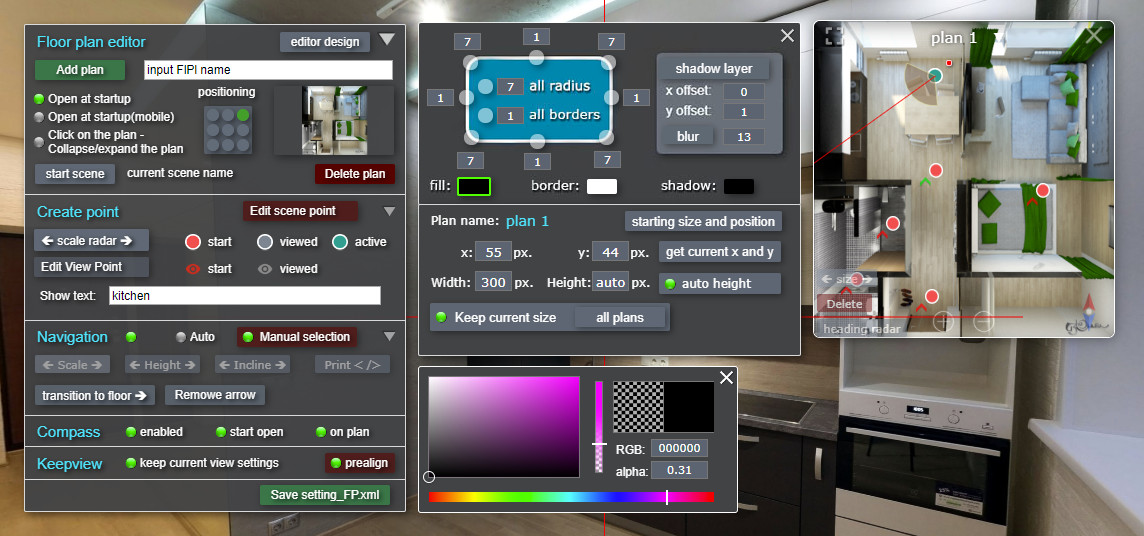 Floor plan editor
editor design
Add plan
input FIPI name
Open at startup
positioning
Open at startup(mobile)
Click on the plan -
Collapse/expand the plan
start scene
current scene name
Delete plan
Create point
Edit scene point
← scale radar →
start
viewed
active
Edit View Point
start
viewed
Show text:
kitchen
Navigation
Auto
Manual selection
← Scale →
← Height →
← Incline →
Print < />
transition to floor →
Remowe arrow
Compass
enabled
start open
on plan
Keepview
keep current view settings
prealign
Save setting_FP.xml
7
1
7
7 all radius
1
1
1 all borders
7
1
7
shadow layer
x offset: 0
y offset: 1
blur 13
fill:
border:
shadow:
Plan name: plan 1
starting size and position
x: 55 px.
y: 44 px.
get current x and y
Width: 300 px.
Height: auto px.
auto height
Keep current size
all plans
RGB: 000000
alpha: 0.31
plan 1
← size →
Delete
heading radar